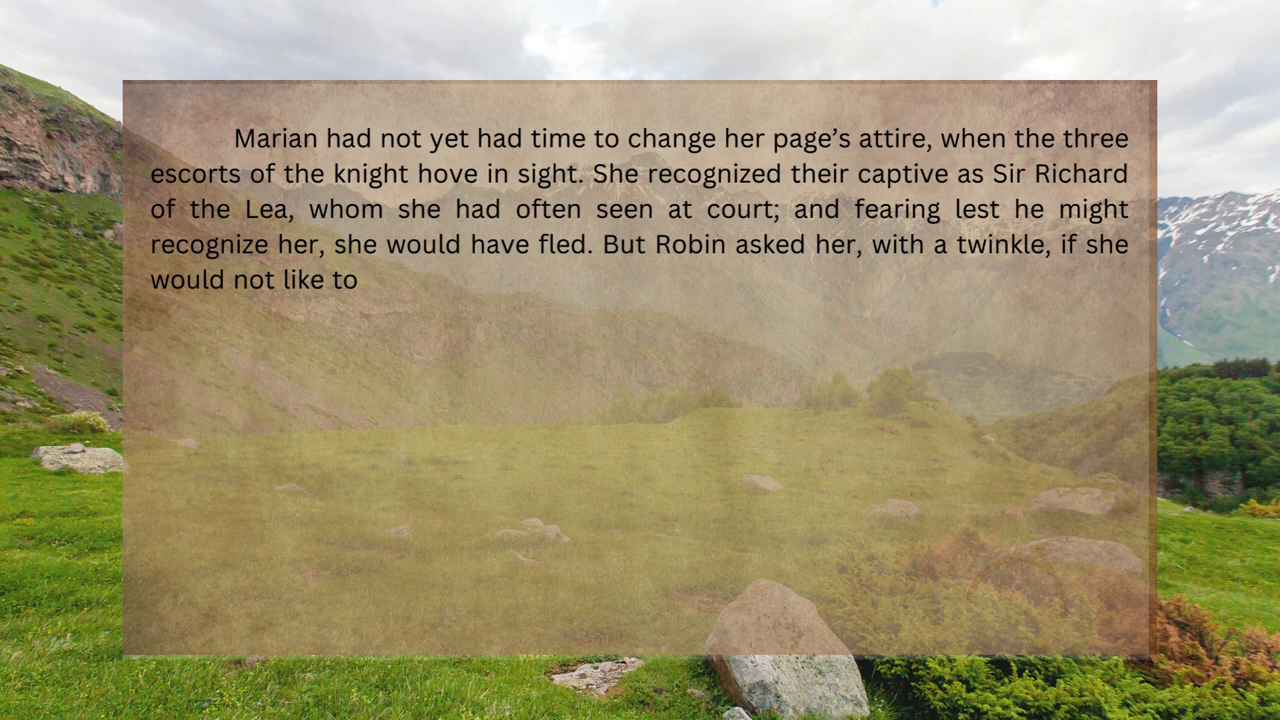 Marian had not yet had time to change her page’s attire, when the three
escorts of the knight hove in sight. She recognized their captive as Sir Richard
of the Lea, whom she had often seen at court; and fearing lest he might
recognize her, she would have fled. But Robin asked her, with a twinkle, if she
would not like to